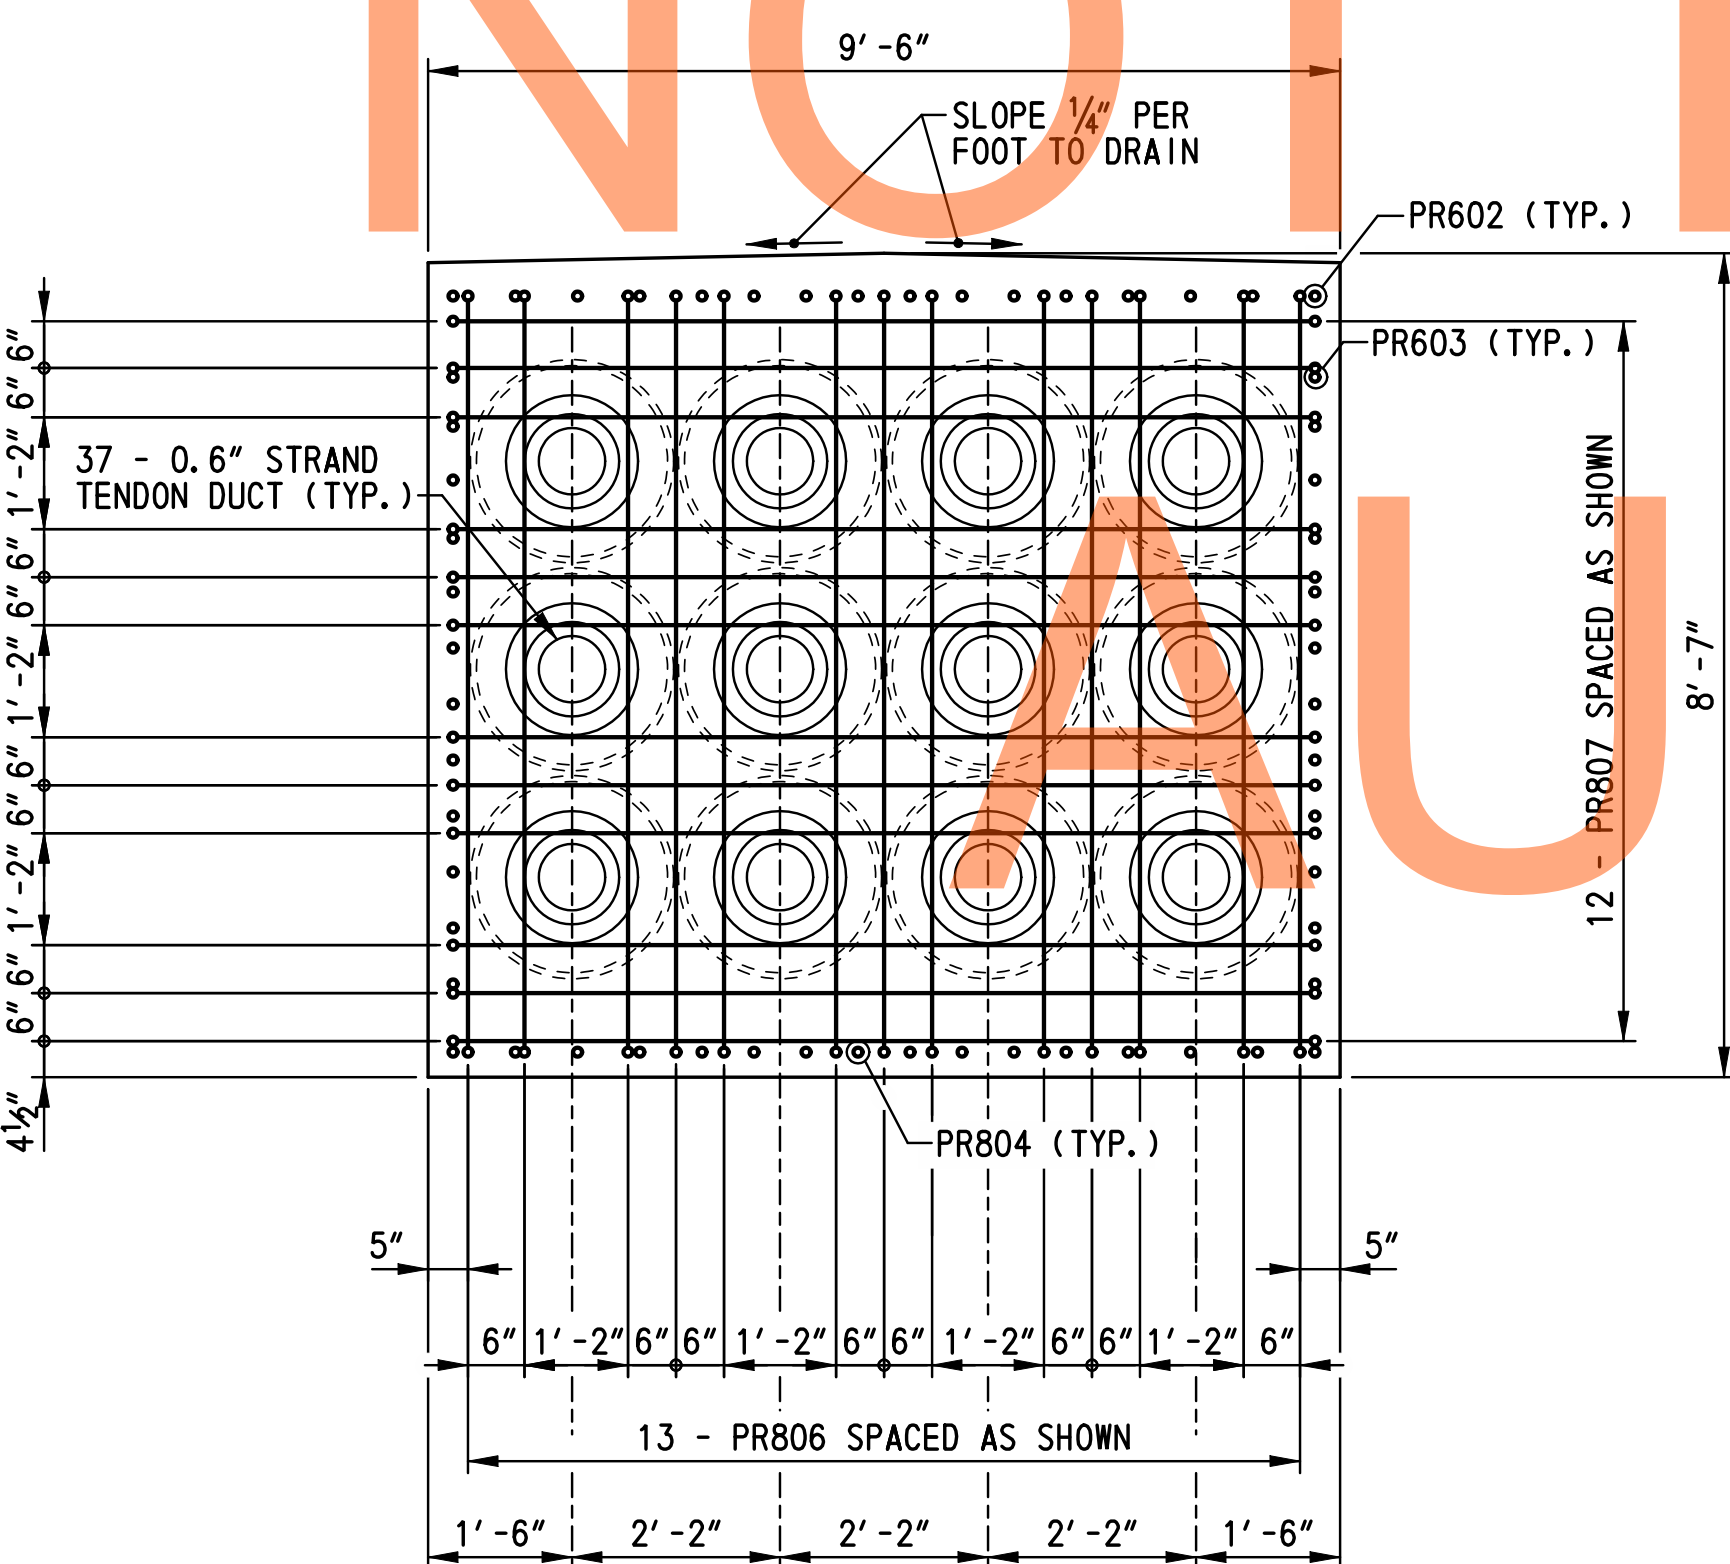 NOT
9'-6"
SLOPE 1/4" PER
FOOT TO DRAIN
PR602 (TYP.)
PR603 (TYP.)
6"
6"
1'-2"
6"
6"
1'-2"
6"
6"
1'-2"
6"
6"
4½"
37 - 0.6" STRAND
TENDON DUCT (TYP.)
AU
12 - PR807 SPACED AS SHOWN
8'-7"
PR804 (TYP.)
5"
5"
6" 1'-2" 6" 6" 1'-2" 6" 6" 1'-2" 6" 6" 1'-2" 6"
13 - PR806 SPACED AS SHOWN
1'-6" 2'-2" 2'-2" 2'-2" 1'-6"